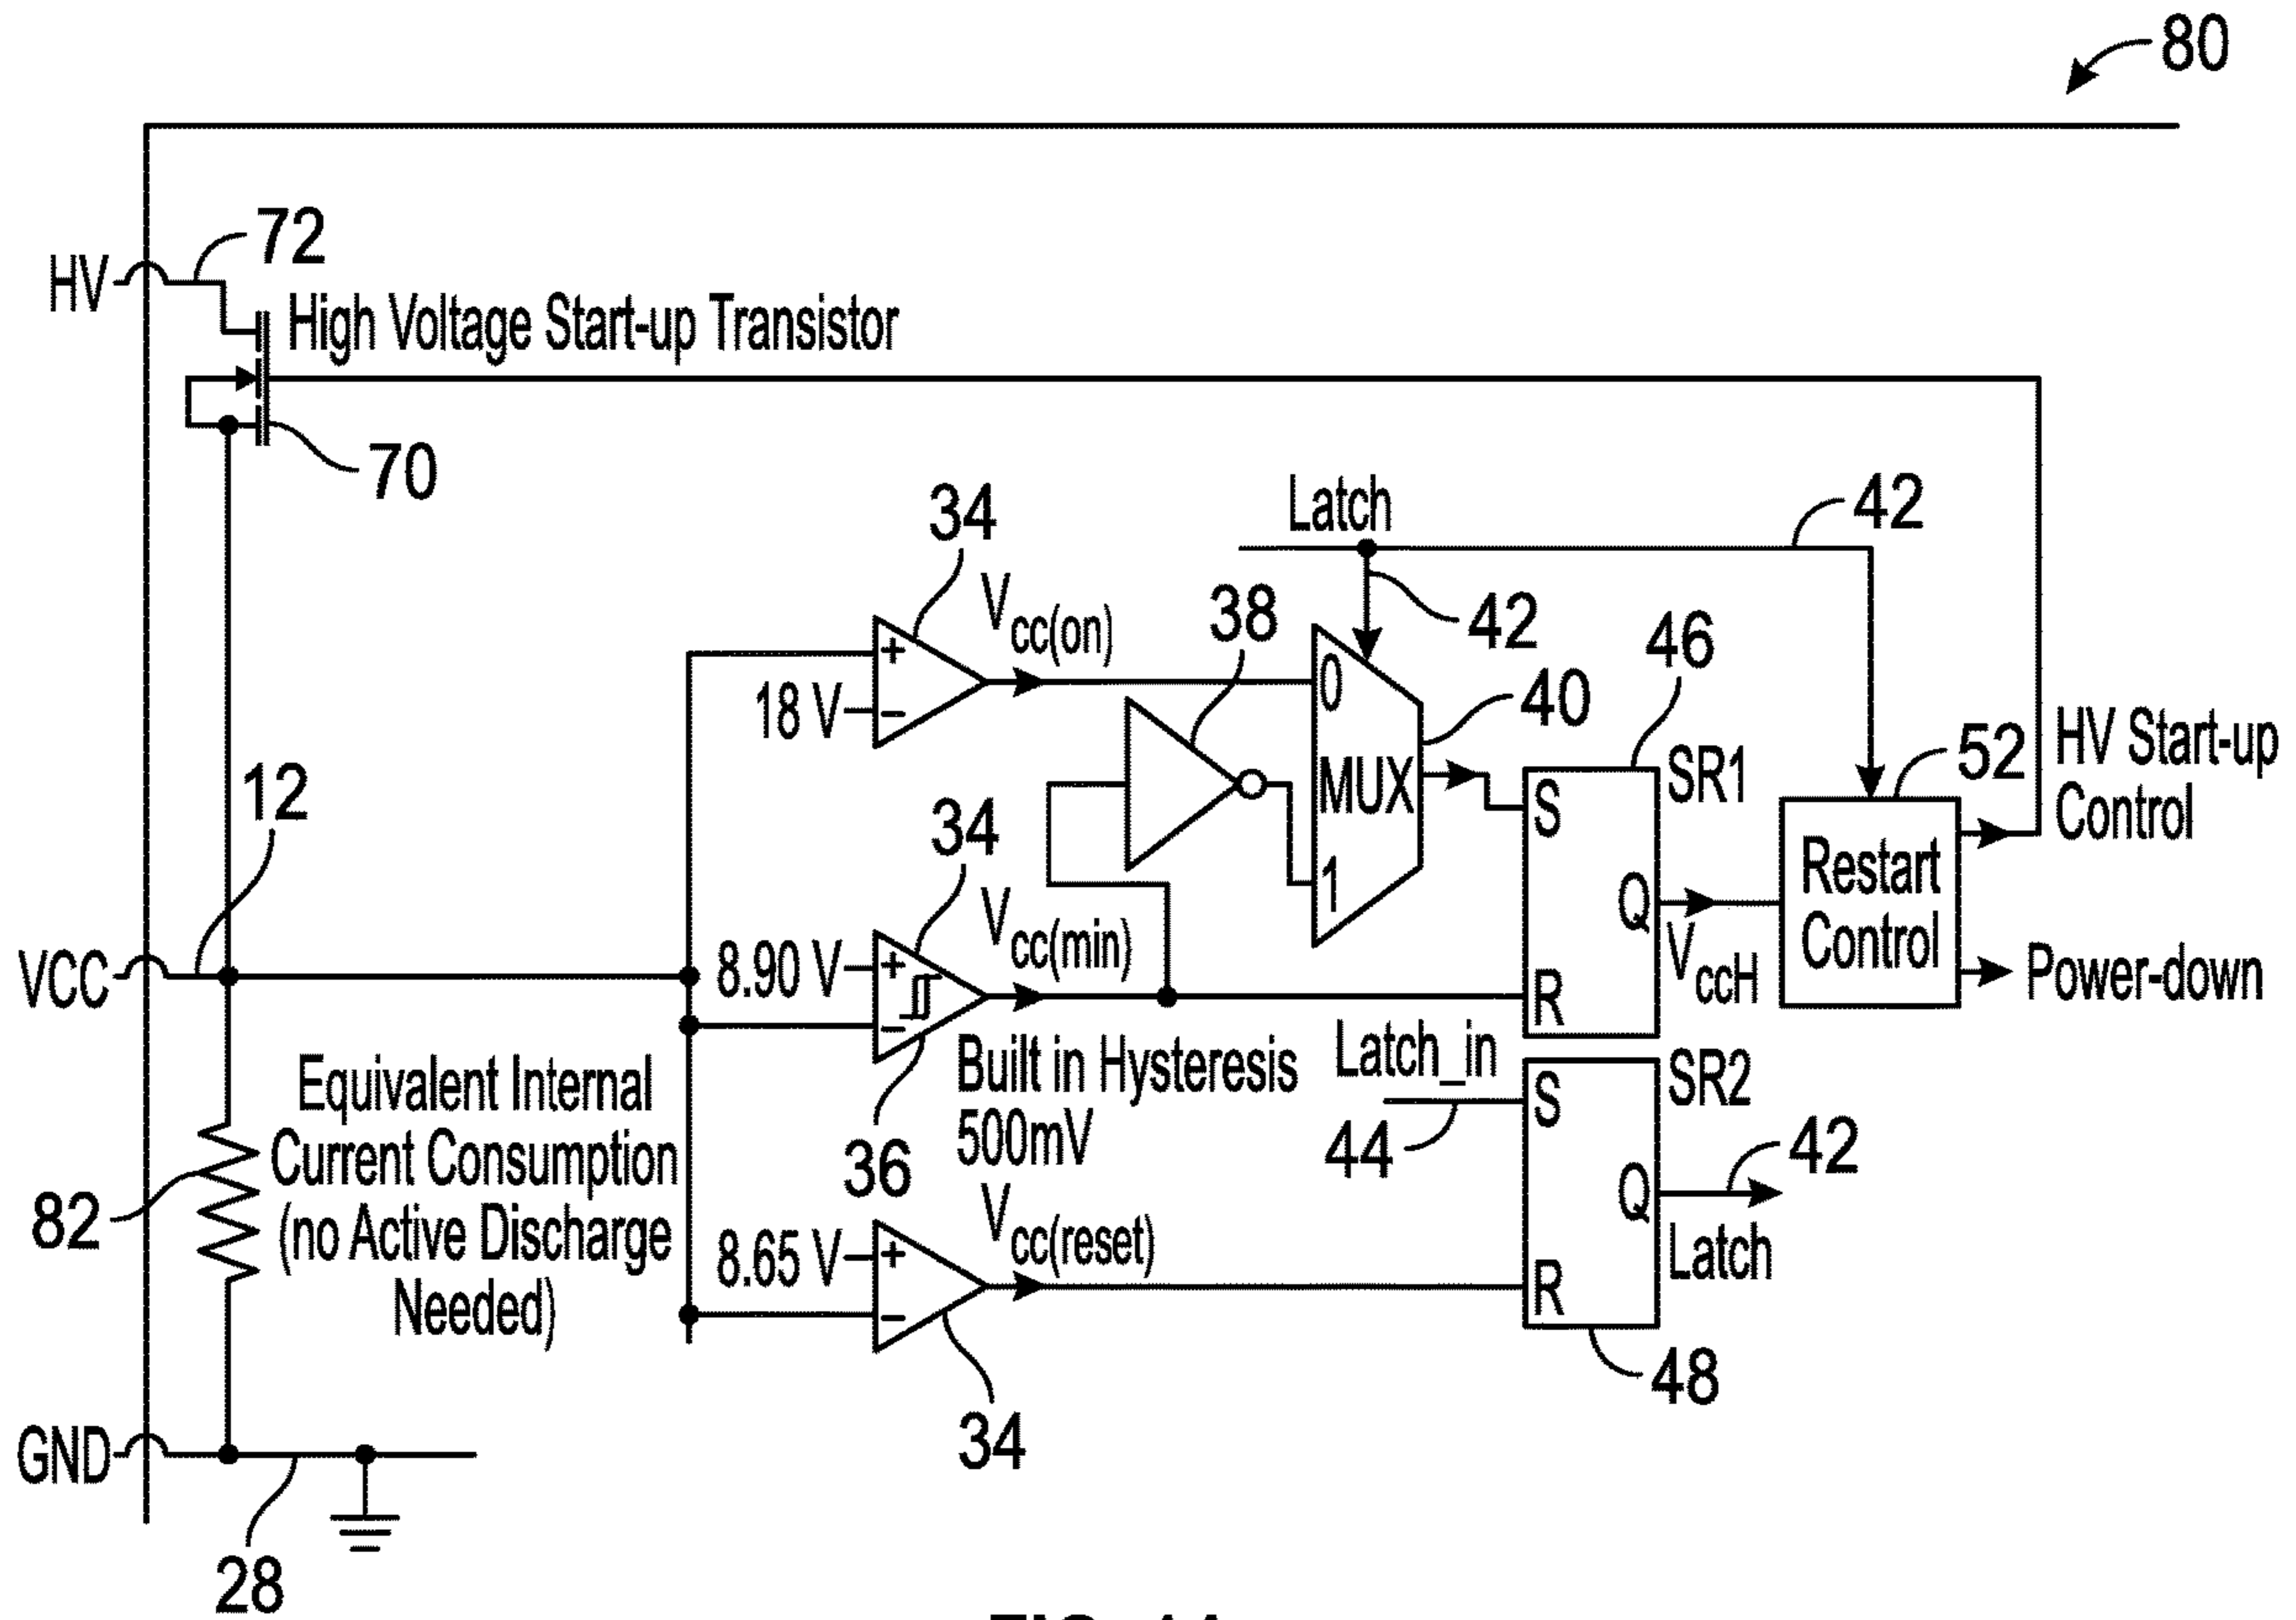 80
72
HV
High Voltage Start-up Transistor
70
34
Latch
42
Vcc(on)
38
42
46
18 V
+
−
0
40
SR1
52
HV Start-up
Control
12
MUX
S
34
Vcc(min)
1
Q
Restart
Control
VccH
VCC
8.90 V
+
−
R
Power-down
Equivalent Internal
Current Consumption
(no Active Discharge
Needed)
82
36
Built in Hysteresis
500mV
Latch_in
44
S
SR2
Q
42
Latch
8.65 V
+
−
Vcc(reset)
R
34
48
GND
28